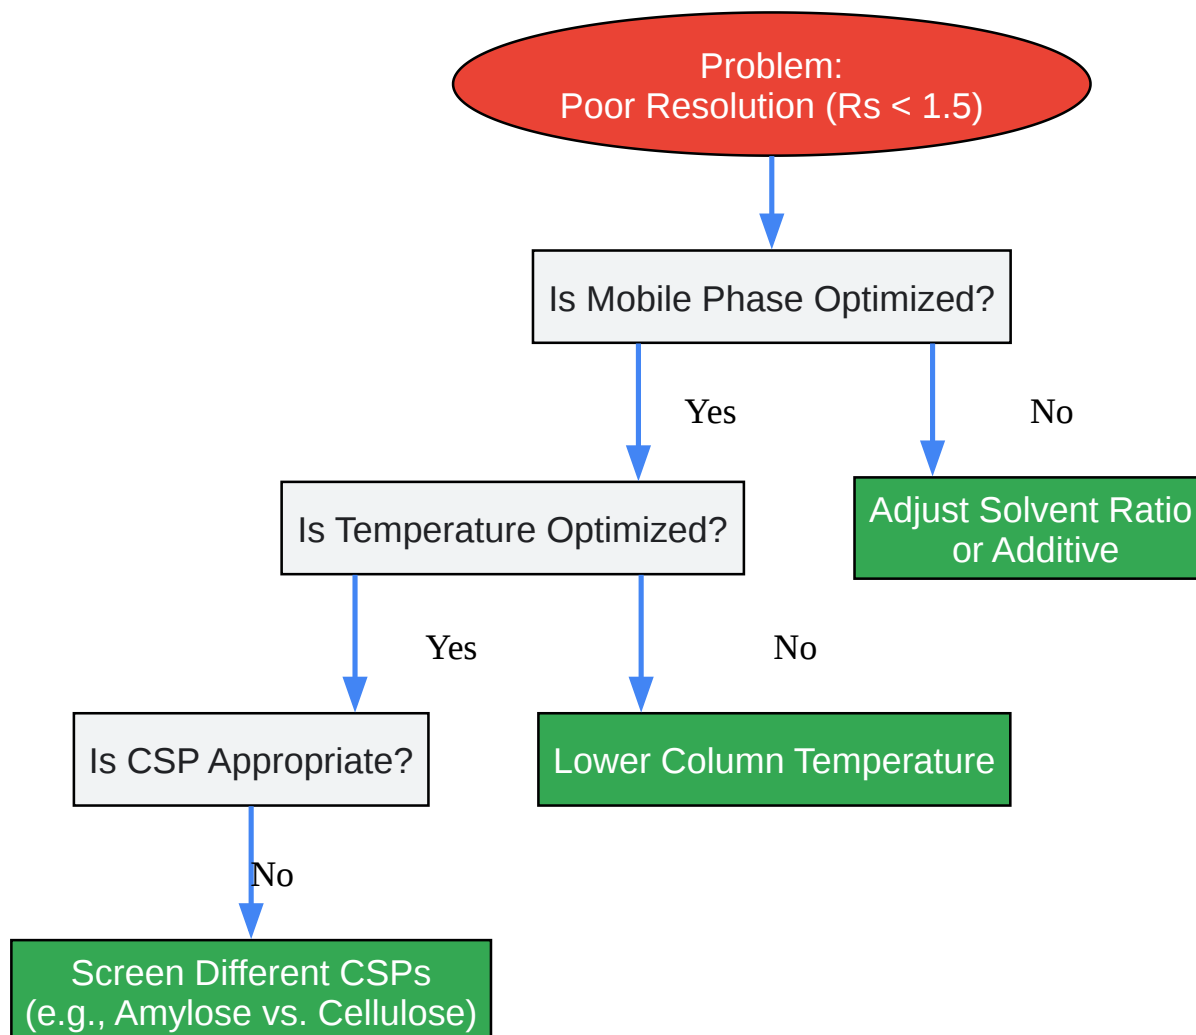 Problem:
Poor Resolution (Rs < 1.5)
Is Mobile Phase Optimized?
Yes
No
Is Temperature Optimized?
Adjust Solvent Ratio
or Additive
Yes
No
Is CSP Appropriate?
Lower Column Temperature
No
Screen Different CSPs
(e.g., Amylose vs. Cellulose)